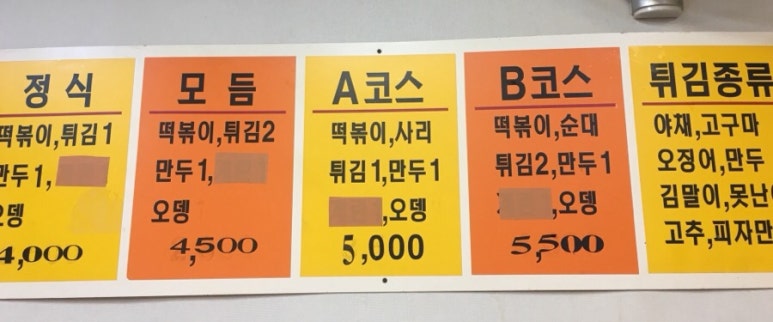 정식
떡볶이,튀김1
만두1,
오뎅
4,000
모듬
떡볶이,튀김2
만두1,
오뎅
4,500
A코스
떡볶이,사리
튀김1,만두1
,오뎅
5,000
B코스
떡볶이,순대
튀김2,만두1
,오뎅
5,500
튀김종류
야채,고구마
오징어,만두
김말이,못난
고추,피자만